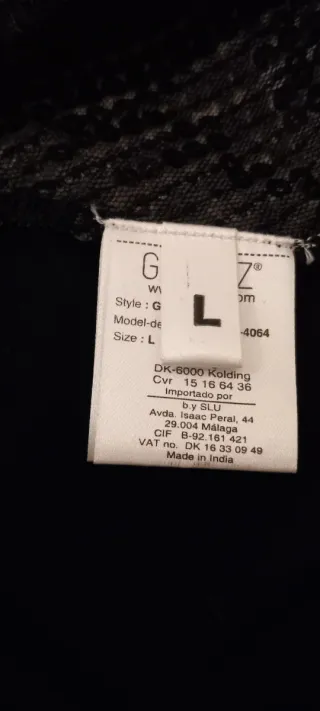 G Z®
L
om
Style : G
Model-de -4064
Size : L
DK-6000 Kolding
Cvr 15 16 64 36
Importado por
b.y SLU
Avda. Isaac Peral, 44
29.004 Málaga
CIF B-92.161 421
VAT no. DK 16 33 09 49
Made in India